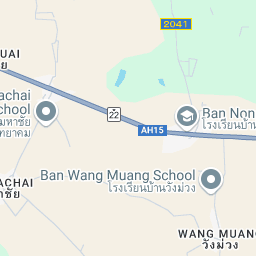 2041
UAI
ย
achai
chool
มหาชัย
ทยาคม
22
AH15
Ban Non
โรงเรียนบ้าน
Ban Wang Muang School
โรงเรียนบ้านวังม่วง
ACHAI
าชัย
WANG MUANG
วังม่วง